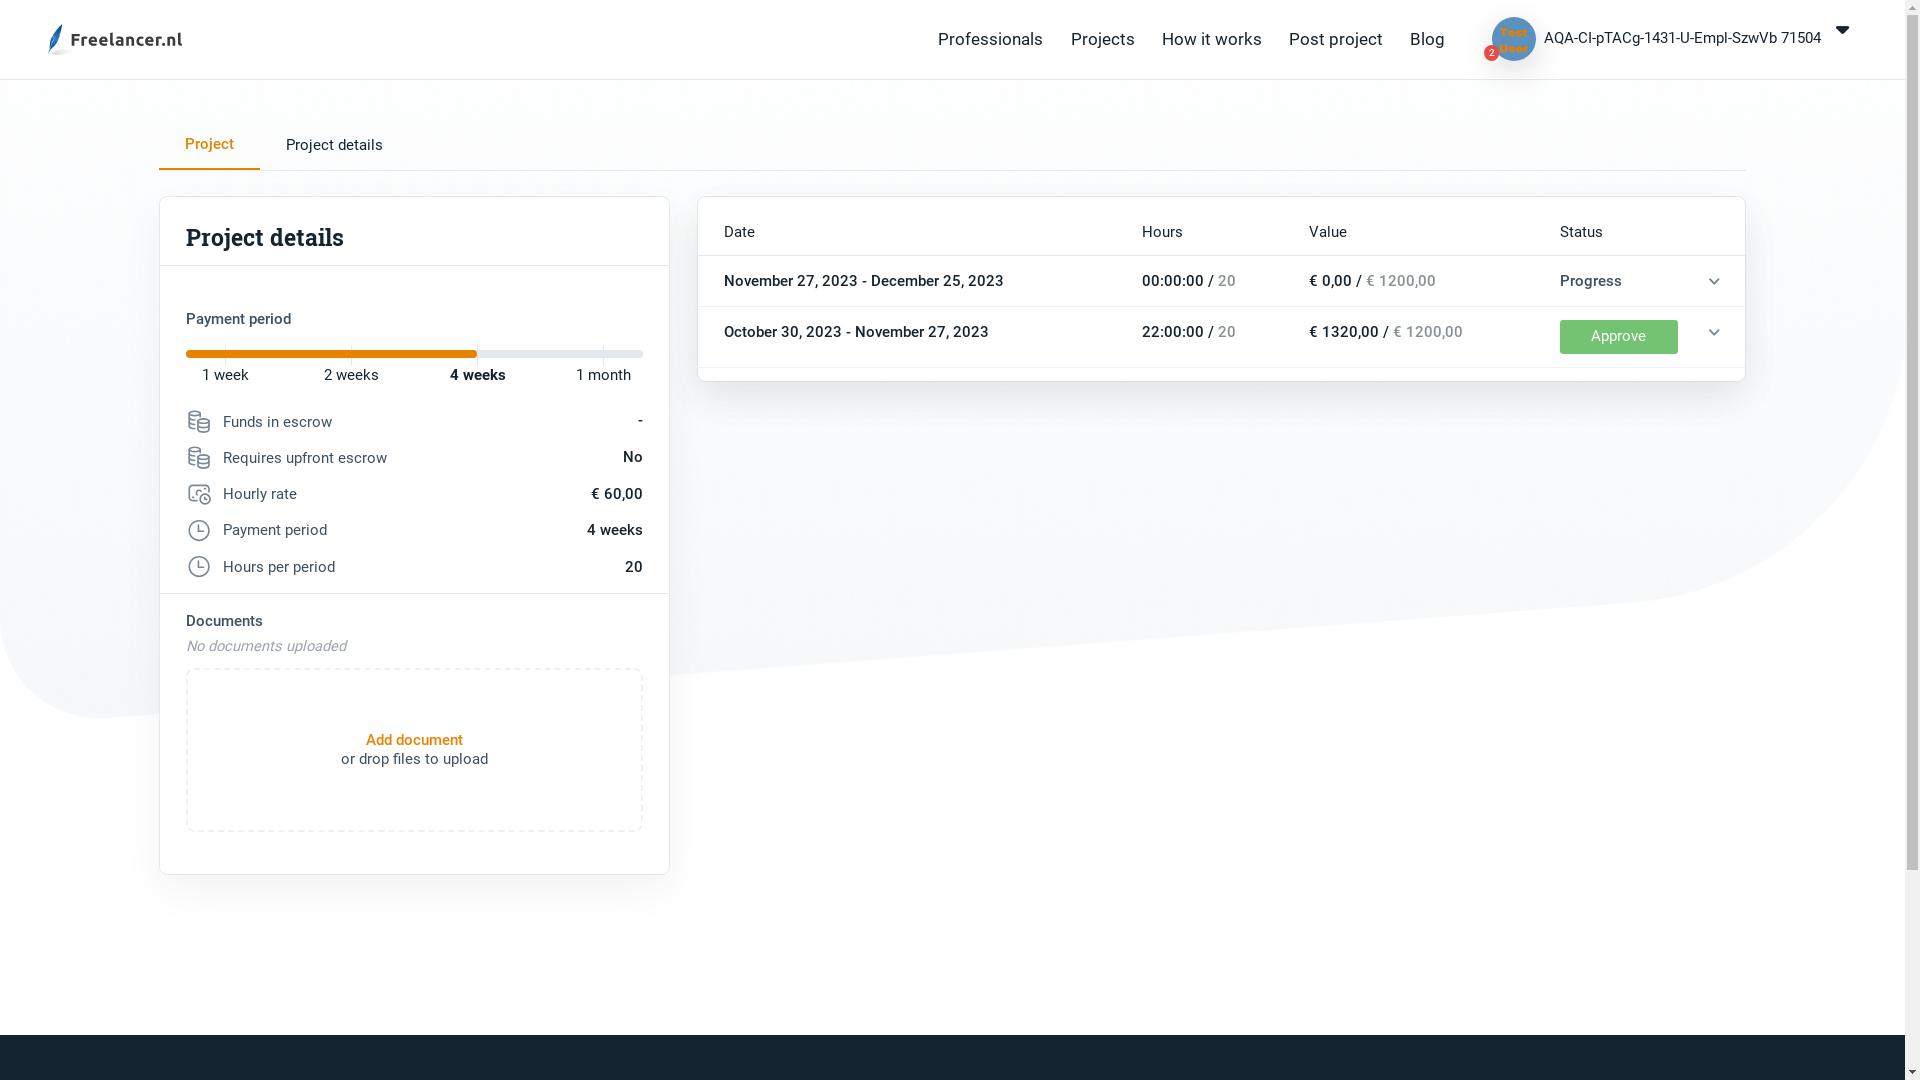 Freelancer.nl
Professionals
Projects
How it works
Post project
Blog
Test
User
2
AQA-CI-pTACg-1431-U-Empl-SzwVb 71504
Project
Project details
Project details
Payment period
1 week
2 weeks
4 weeks
1 month
Funds in escrow -
Requires upfront escrow No
Hourly rate € 60,00
Payment period 4 weeks
Hours per period 20
Documents
No documents uploaded
Add document
or drop files to upload
Date Hours Value Status
November 27, 2023 - December 25, 2023 00:00:00 / 20 € 0,00 / € 1200,00 Progress
October 30, 2023 - November 27, 2023 22:00:00 / 20 € 1320,00 / € 1200,00 Approve